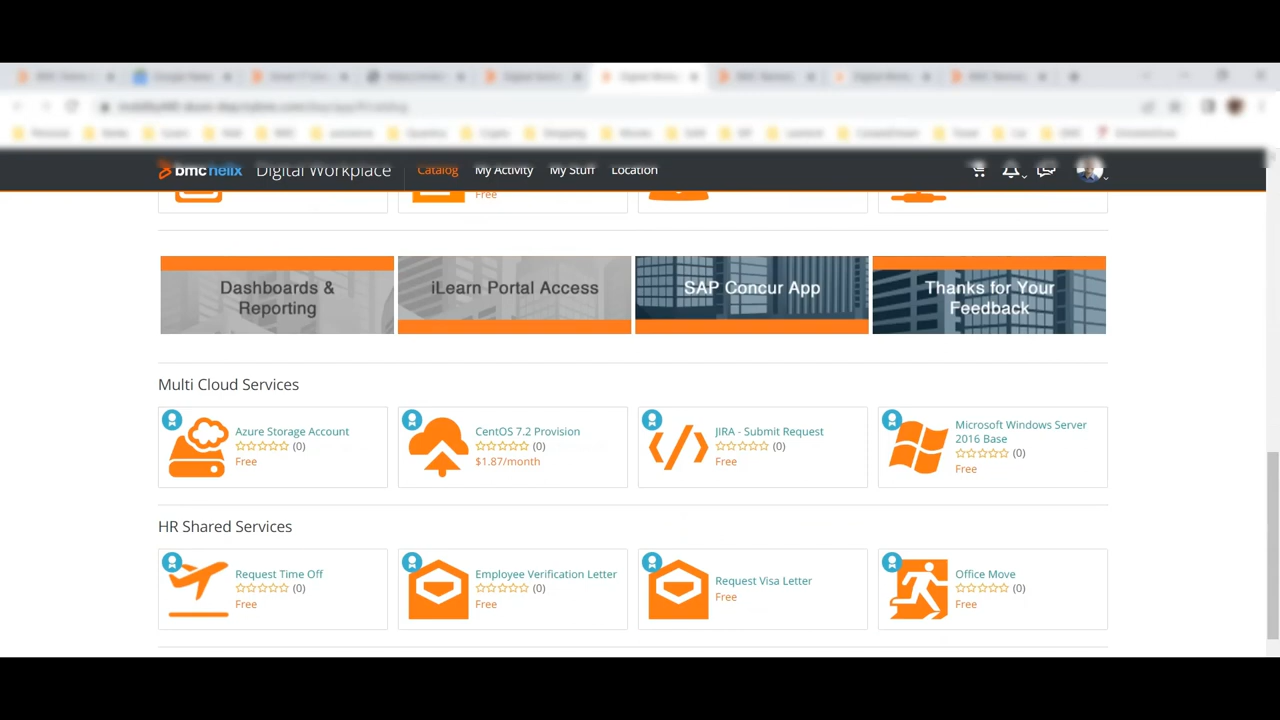 bmc helix Digital Workplace Catalog My Activity My Stuff Location
Free
Dashboards &
Reporting
iLearn Portal Access
SAP Concur App
Thanks for Your
Feedback
Multi Cloud Services
Azure Storage Account
(0)
Free
CentOS 7.2 Provision
(0)
$1.87/month
JIRA - Submit Request
(0)
Free
Microsoft Windows Server
2016 Base
(0)
Free
HR Shared Services
Request Time Off
(0)
Free
Employee Verification Letter
(0)
Free
Request Visa Letter
Free
Office Move
(0)
Free